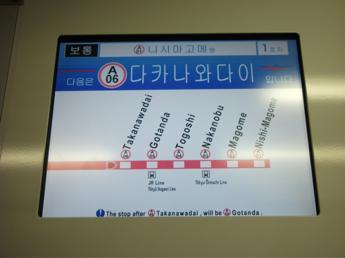 보통 A 니시마고메 행 1 호차
다음은 A 06 다카나와다이 입니다
Takanawadai
Gotanda
Togoshi
Nakanobu
Magome
Nishi-Magome
JR Line
Tokyu Ikegami Line
Tokyu Oimachi Line
The stop after A Takanawadai, will be A Gotanda.